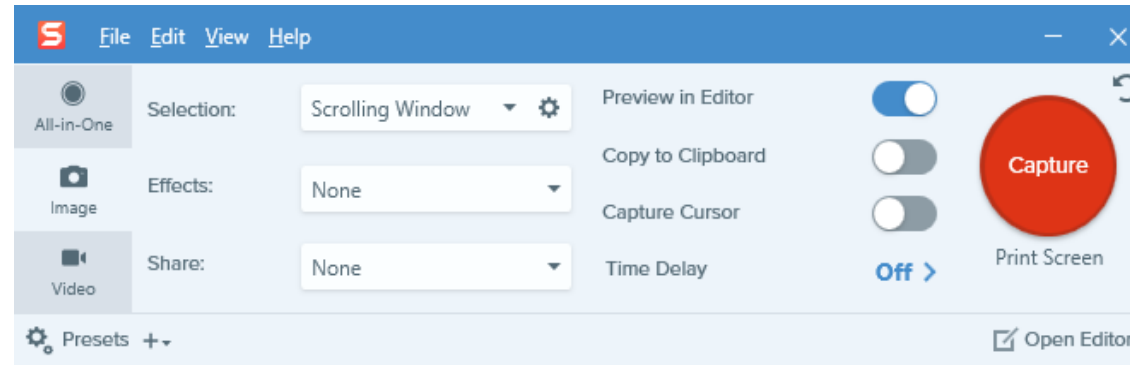 File Edit View Help
All-in-One
Image
Video
Selection: Scrolling Window
Effects: None
Share: None
Preview in Editor
Copy to Clipboard
Capture Cursor
Time Delay Off >
Capture
Print Screen
Presets
Open Editor